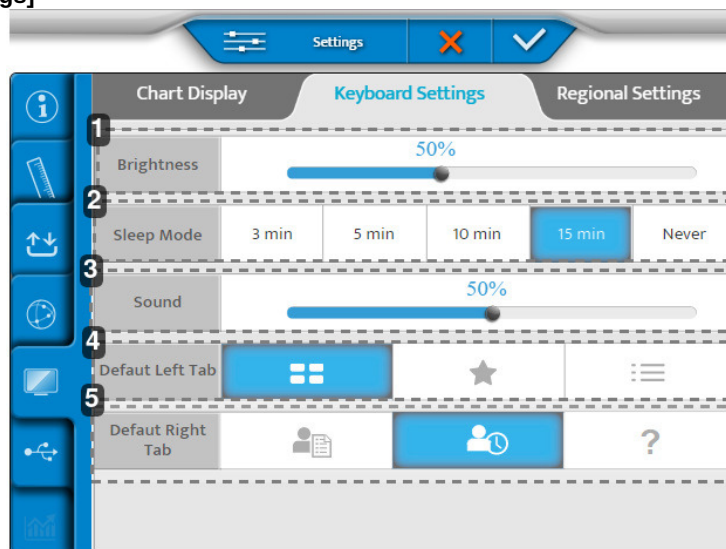 gs]
Settings
Chart Display
Keyboard Settings
Regional Settings
1
Brightness
50%
2
Sleep Mode
3 min
5 min
10 min
15 min
Never
3
Sound
50%
4
Defaut Left Tab
5
Defaut Right
Tab
?